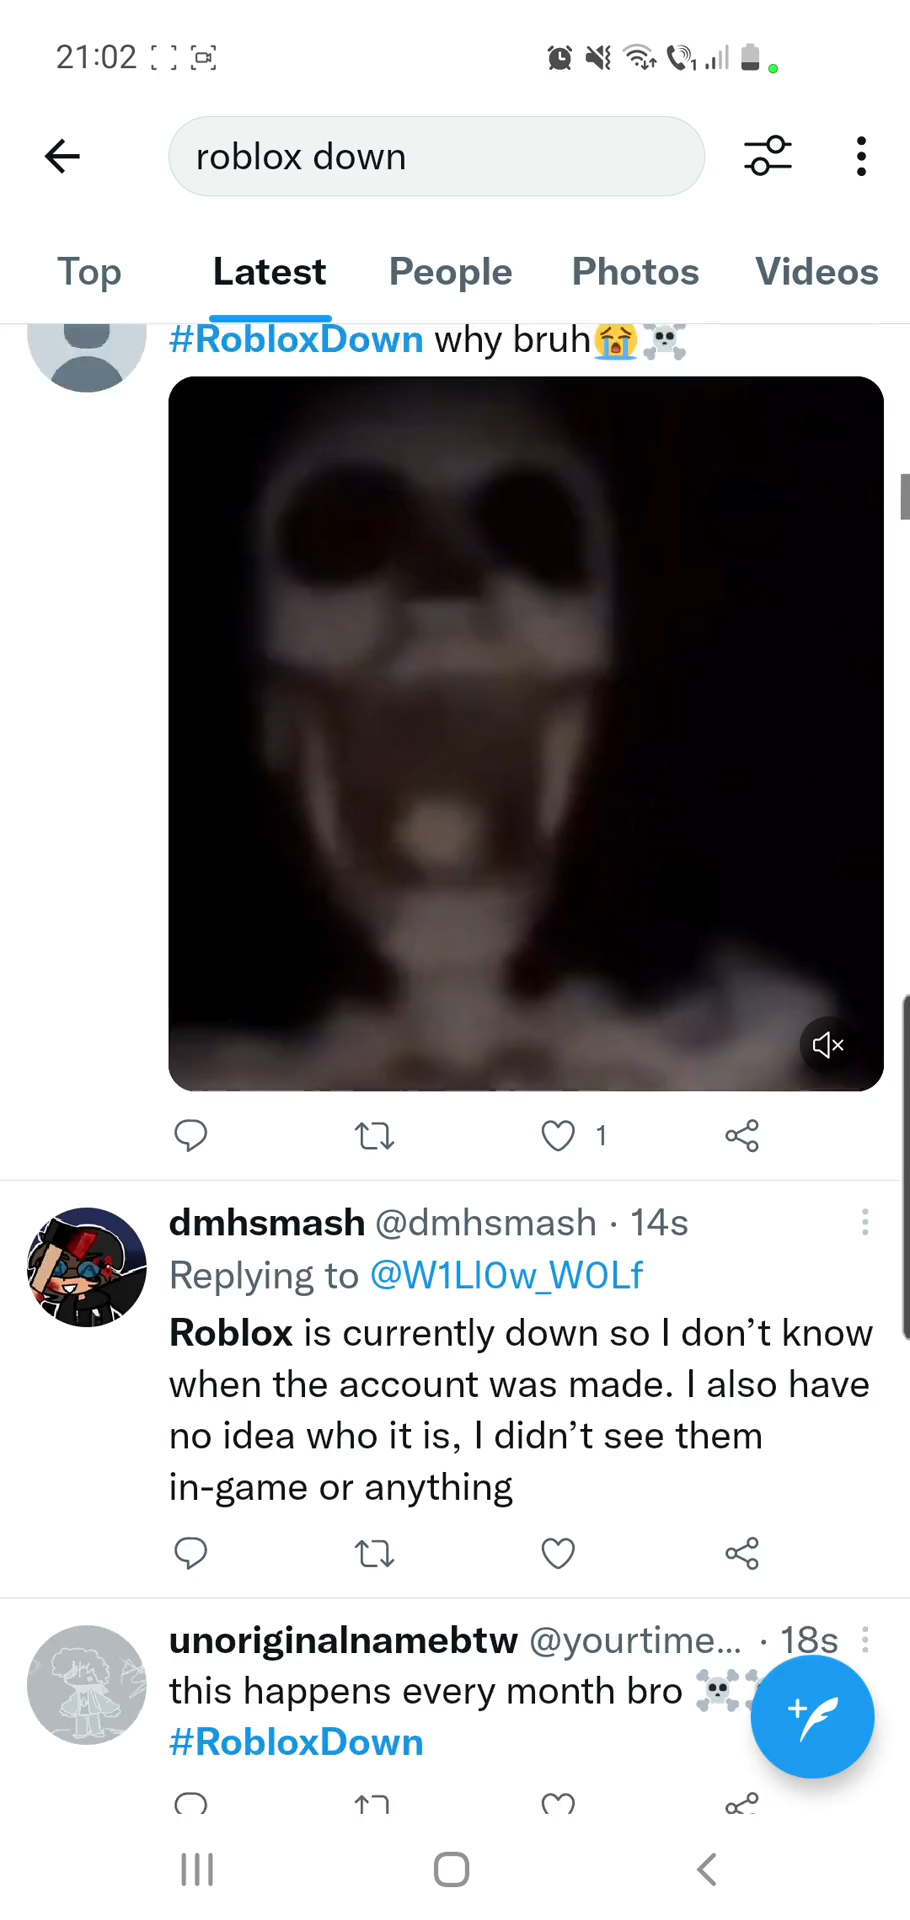 21:02
roblox down
Top Latest People Photos Videos
#RobloxDown why bruh😭☠️
1
dmhsmash @dmhsmash · 14s
Replying to @W1Ll0w_W0Lf
Roblox is currently down so I don’t know
when the account was made. I also have
no idea who it is, I didn’t see them
in-game or anything
unoriginalnamebtw @yourtime... · 18s
this happens every month bro ☠️
#RobloxDown